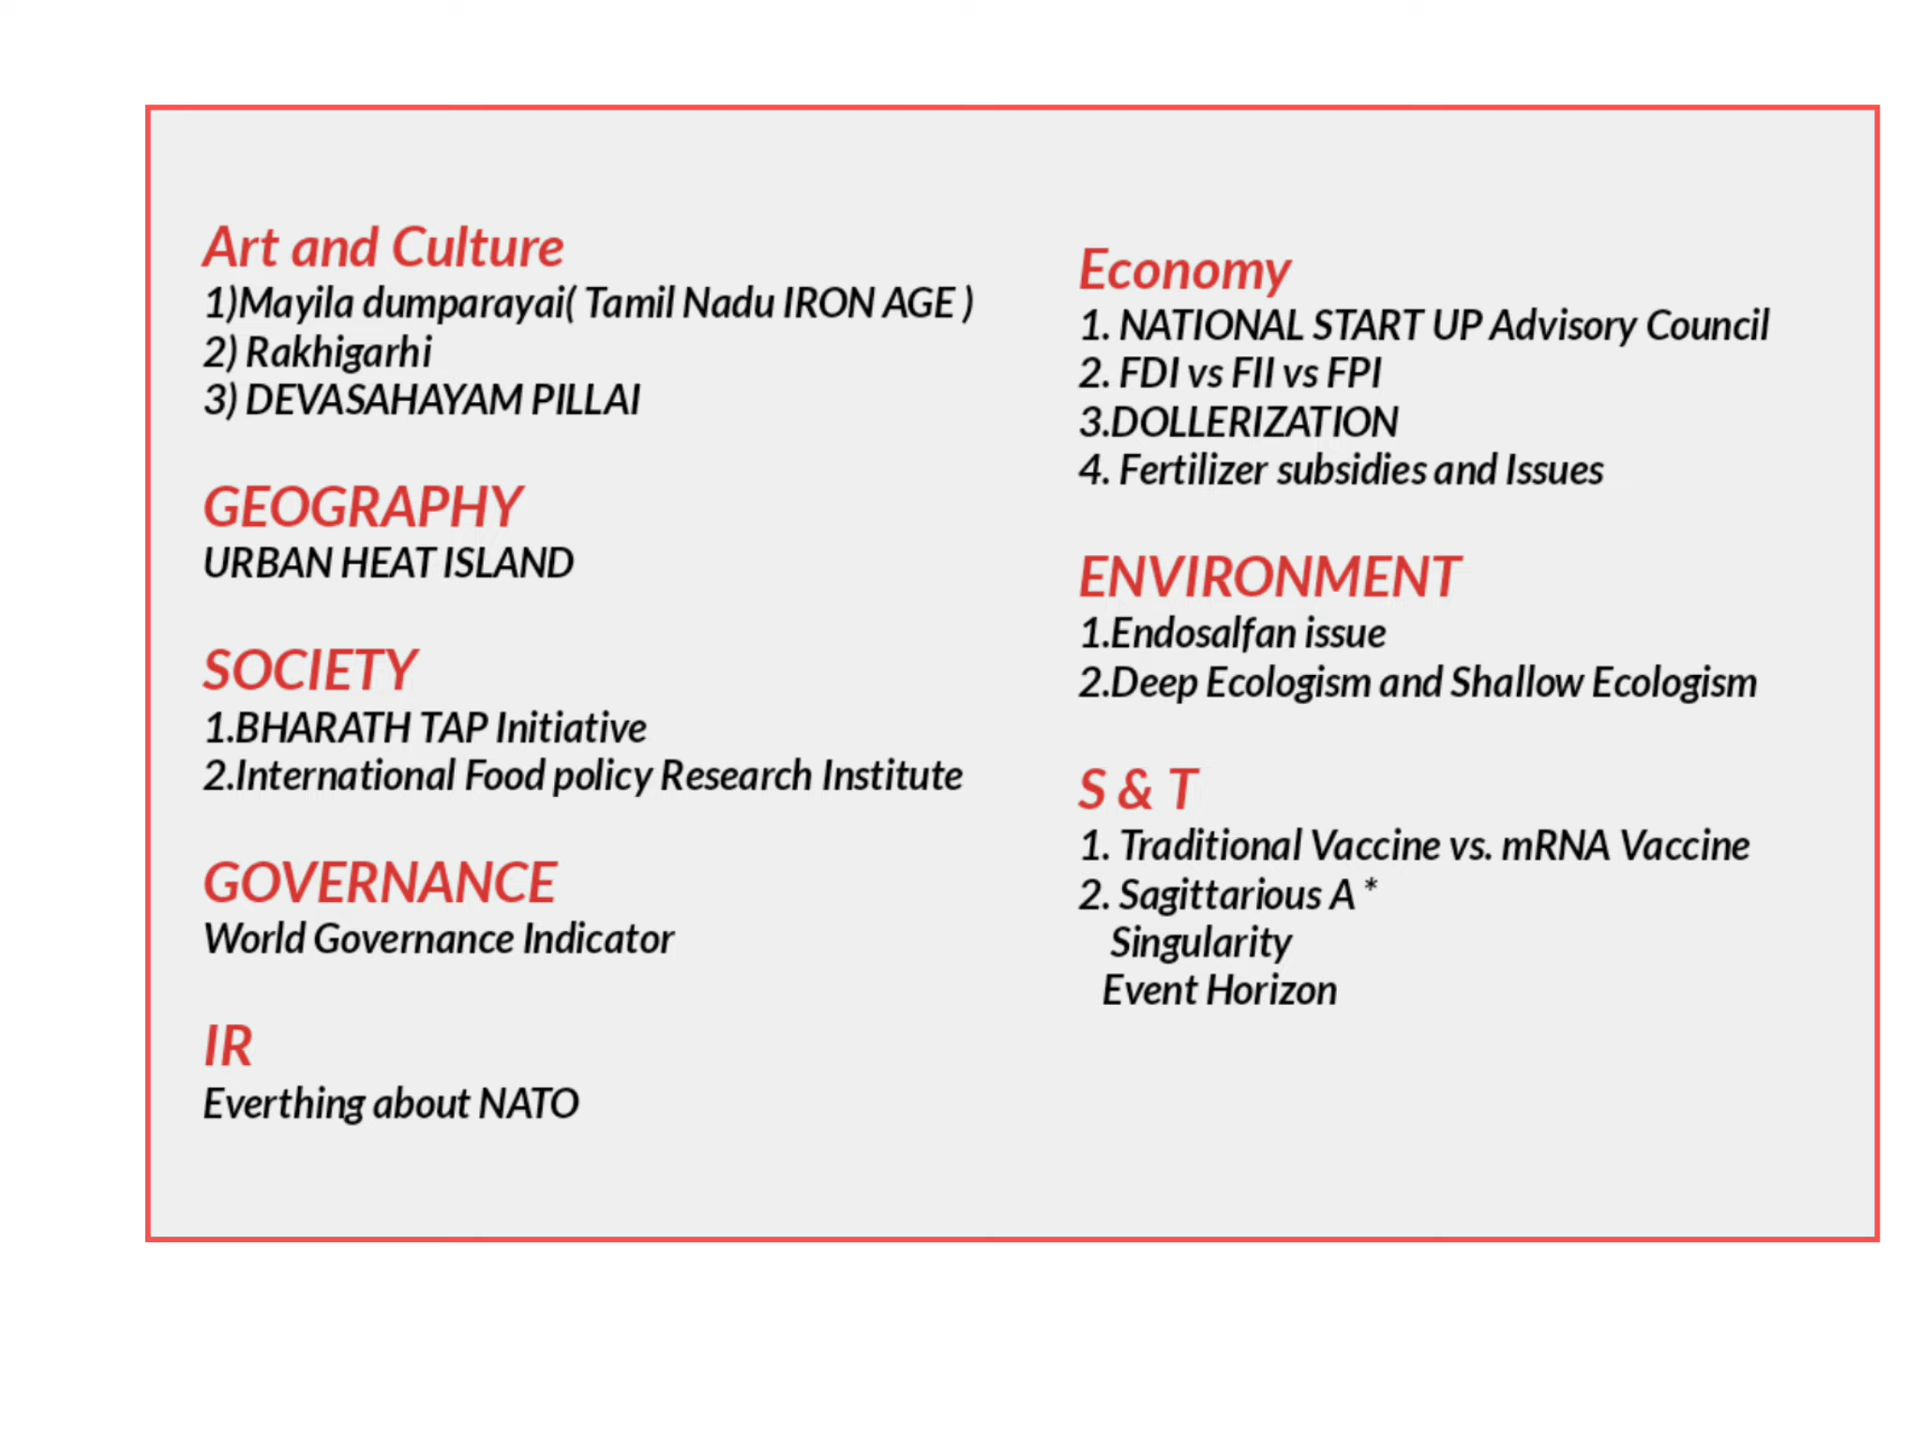 Art and Culture
1)Mayila dumparayai( Tamil Nadu IRON AGE )
2) Rakhigarhi
3) DEVASAHAYAM PILLAI
GEOGRAPHY
URBAN HEAT ISLAND
SOCIETY
1.BHARATH TAP Initiative
2.International Food policy Research Institute
GOVERNANCE
World Governance Indicator
IR
Everthing about NATO
Economy
1. NATIONAL START UP Advisory Council
2. FDI vs FII vs FPI
3.DOLLERIZATION
4. Fertilizer subsidies and Issues
ENVIRONMENT
1.Endosalfan issue
2.Deep Ecologism and Shallow Ecologism
S & T
1. Traditional Vaccine vs. mRNA Vaccine
2. Sagittarious A *
Singularity
Event Horizon